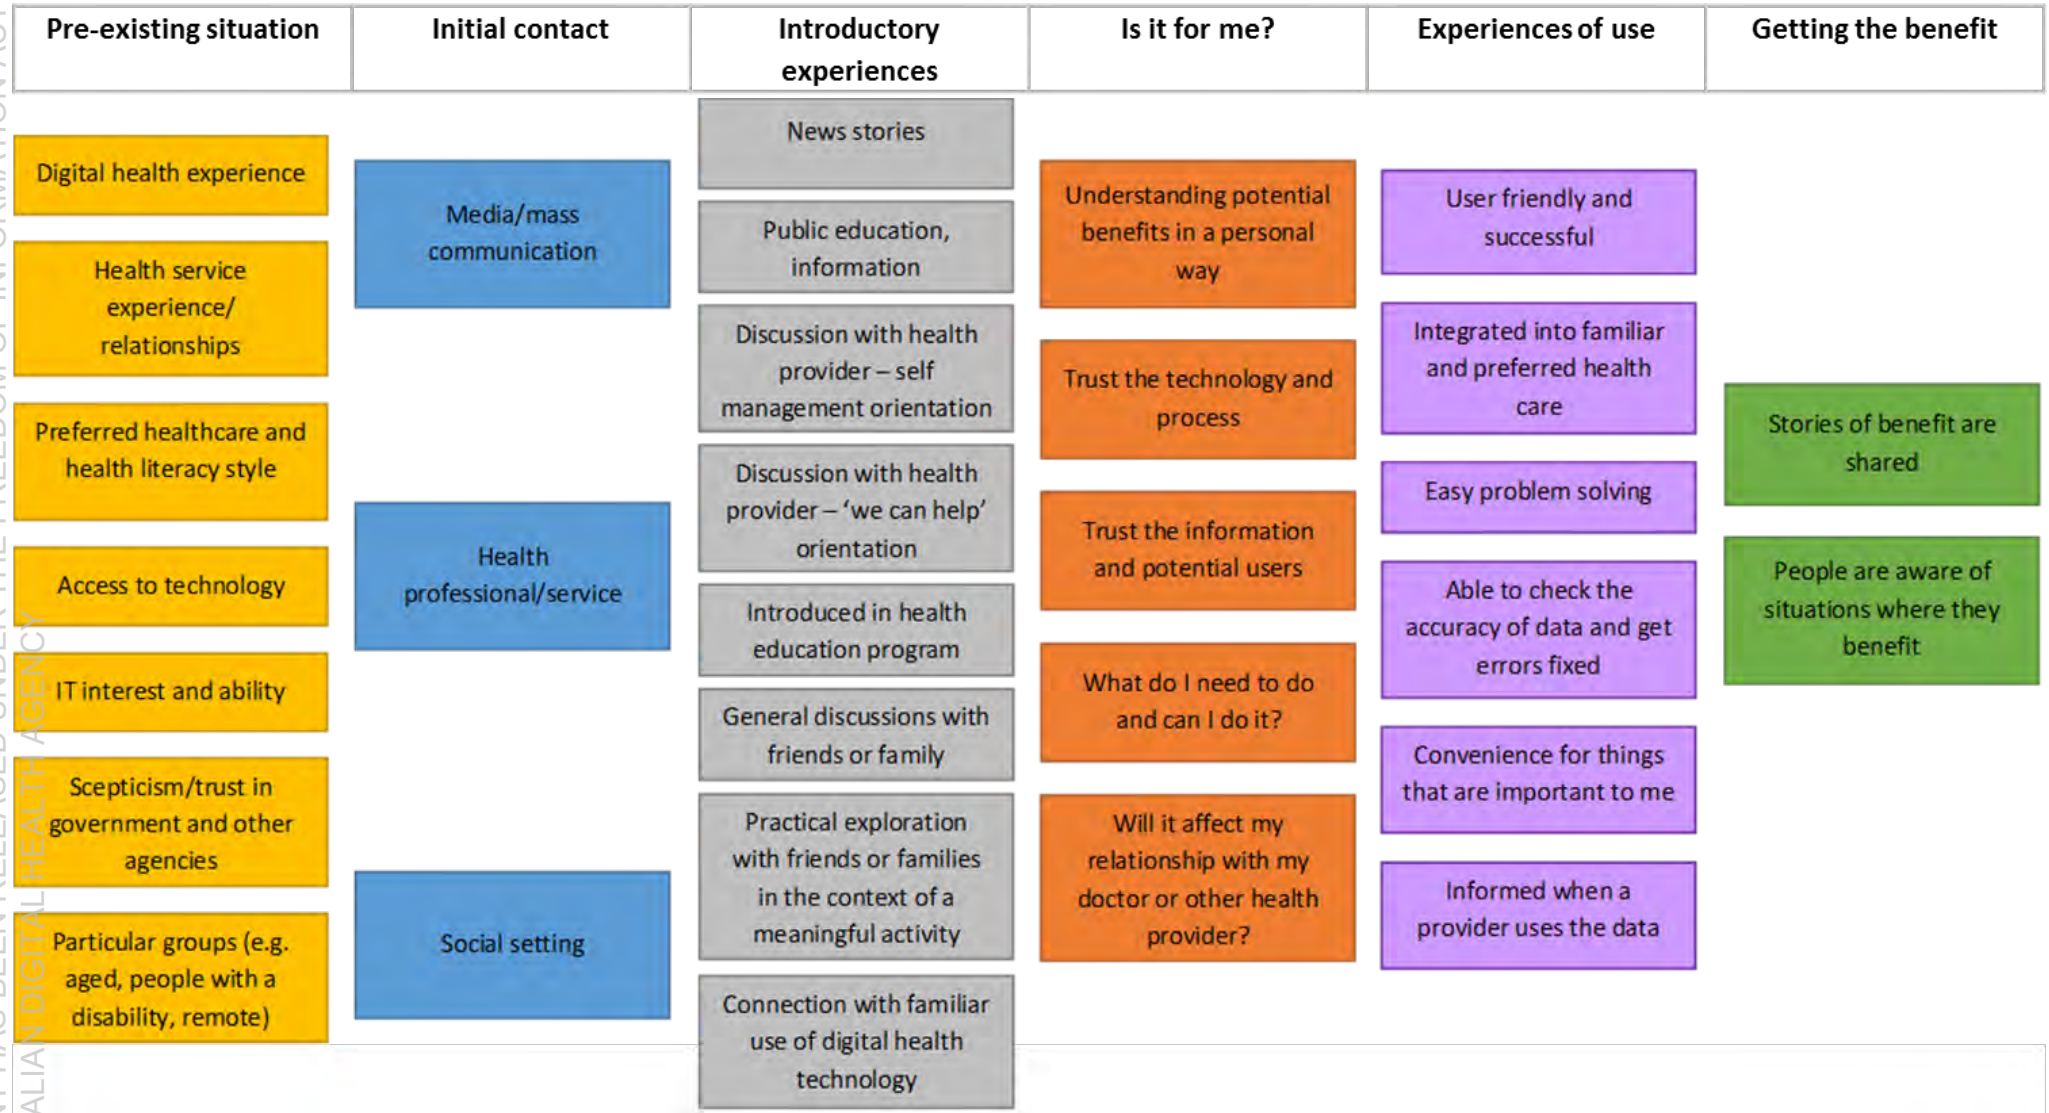 Pre-existing situation
Initial contact
Introductory
experiences
Is it for me?
Experiences of use
Getting the benefit
Digital health experience
Health service
experience/
relationships
Preferred healthcare and
health literacy style
Access to technology
IT interest and ability
Scepticism/trust in
government and other
agencies
Particular groups (e.g.
aged, people with a
disability, remote)
Media/mass
communication
Health
professional/service
Social setting
News stories
Public education,
information
Discussion with health
provider – self
management orientation
Discussion with health
provider – ‘we can help’
orientation
Introduced in health
education program
General discussions with
friends or family
Practical exploration
with friends or families
in the context of a
meaningful activity
Connection with familiar
use of digital health
technology
Understanding potential
benefits in a personal
way
Trust the technology and
process
Trust the information
and potential users
What do I need to do
and can I do it?
Will it affect my
relationship with my
doctor or other health
provider?
User friendly and
successful
Integrated into familiar
and preferred health
care
Easy problem solving
Able to check the
accuracy of data and get
errors fixed
Convenience for things
that are important to me
Informed when a
provider uses the data
Stories of benefit are
shared
People are aware of
situations where they
benefit
ALIAN DIGITAL HEALTH AGENCY